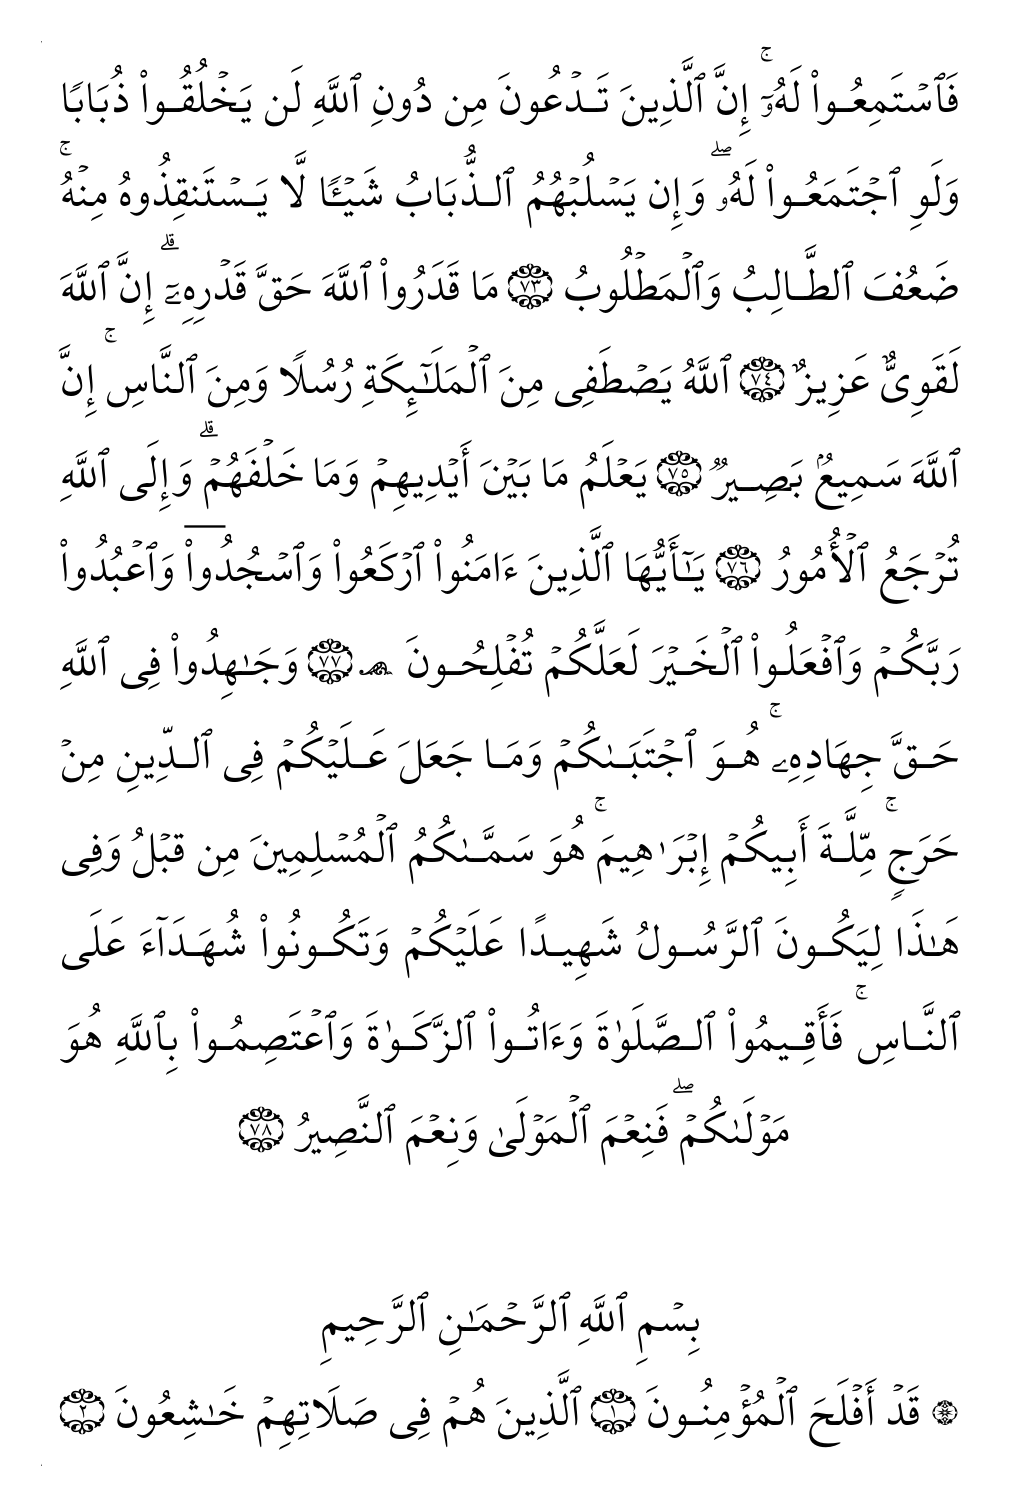 فَٱسۡتَمِعُواْ لَهُۥٓۚ إِنَّ ٱلَّذِينَ تَدۡعُونَ مِن دُونِ ٱللَّهِ لَن يَخۡلُقُواْ ذُبَابٗا
وَلَوِ ٱجۡتَمَعُواْ لَهُۥۖ وَإِن يَسۡلُبۡهُمُ ٱلذُّبَابُ شَيۡـٔٗا لَّا يَسۡتَنقِذُوهُ مِنۡهُۚ
ضَعُفَ ٱلطَّالِبُ وَٱلۡمَطۡلُوبُ ٧٣ مَا قَدَرُواْ ٱللَّهَ حَقَّ قَدۡرِهِۦٓۗ إِنَّ ٱللَّهَ
لَقَوِيٌّ عَزِيزٌ ٧٤ ٱللَّهُ يَصۡطَفِي مِنَ ٱلۡمَلَـٰٓئِكَةِ رُسُلٗا وَمِنَ ٱلنَّاسِۚ إِنَّ
ٱللَّهَ سَمِيعُۢ بَصِيرٞ ٧٥ يَعۡلَمُ مَا بَيۡنَ أَيۡدِيهِمۡ وَمَا خَلۡفَهُمۡۚ وَإِلَى ٱللَّهِ
تُرۡجَعُ ٱلۡأُمُورُ ٧٦ يَـٰٓأَيُّهَا ٱلَّذِينَ ءَامَنُواْ ٱرۡكَعُواْ وَٱسۡجُدُواْ وَٱعۡبُدُواْ
رَبَّكُمۡ وَٱفۡعَلُواْ ٱلۡخَيۡرَ لَعَلَّكُمۡ تُفۡلِحُونَ ۩ ٧٧ وَجَـٰهِدُواْ فِي ٱللَّهِ
حَقَّ جِهَادِهِۦۚ هُوَ ٱجۡتَبَىٰكُمۡ وَمَا جَعَلَ عَلَيۡكُمۡ فِي ٱلدِّينِ مِنۡ
حَرَجٖۚ مِّلَّةَ أَبِيكُمۡ إِبۡرَٰهِيمَۚ هُوَ سَمَّىٰكُمُ ٱلۡمُسۡلِمِينَ مِن قَبۡلُ وَفِي
هَـٰذَا لِيَكُونَ ٱلرَّسُولُ شَهِيدًا عَلَيۡكُمۡ وَتَكُونُواْ شُهَدَآءَ عَلَى
ٱلنَّاسِۚ فَأَقِيمُواْ ٱلصَّلَوٰةَ وَءَاتُواْ ٱلزَّكَوٰةَ وَٱعۡتَصِمُواْ بِٱللَّهِ هُوَ
مَوۡلَىٰكُمۡۖ فَنِعۡمَ ٱلۡمَوۡلَىٰ وَنِعۡمَ ٱلنَّصِيرُ ٧٨
بِسۡمِ ٱللَّهِ ٱلرَّحۡمَـٰنِ ٱلرَّحِيمِ
۞ قَدۡ أَفۡلَحَ ٱلۡمُؤۡمِنُونَ ١ ٱلَّذِينَ هُمۡ فِي صَلَاتِهِمۡ خَـٰشِعُونَ ٢